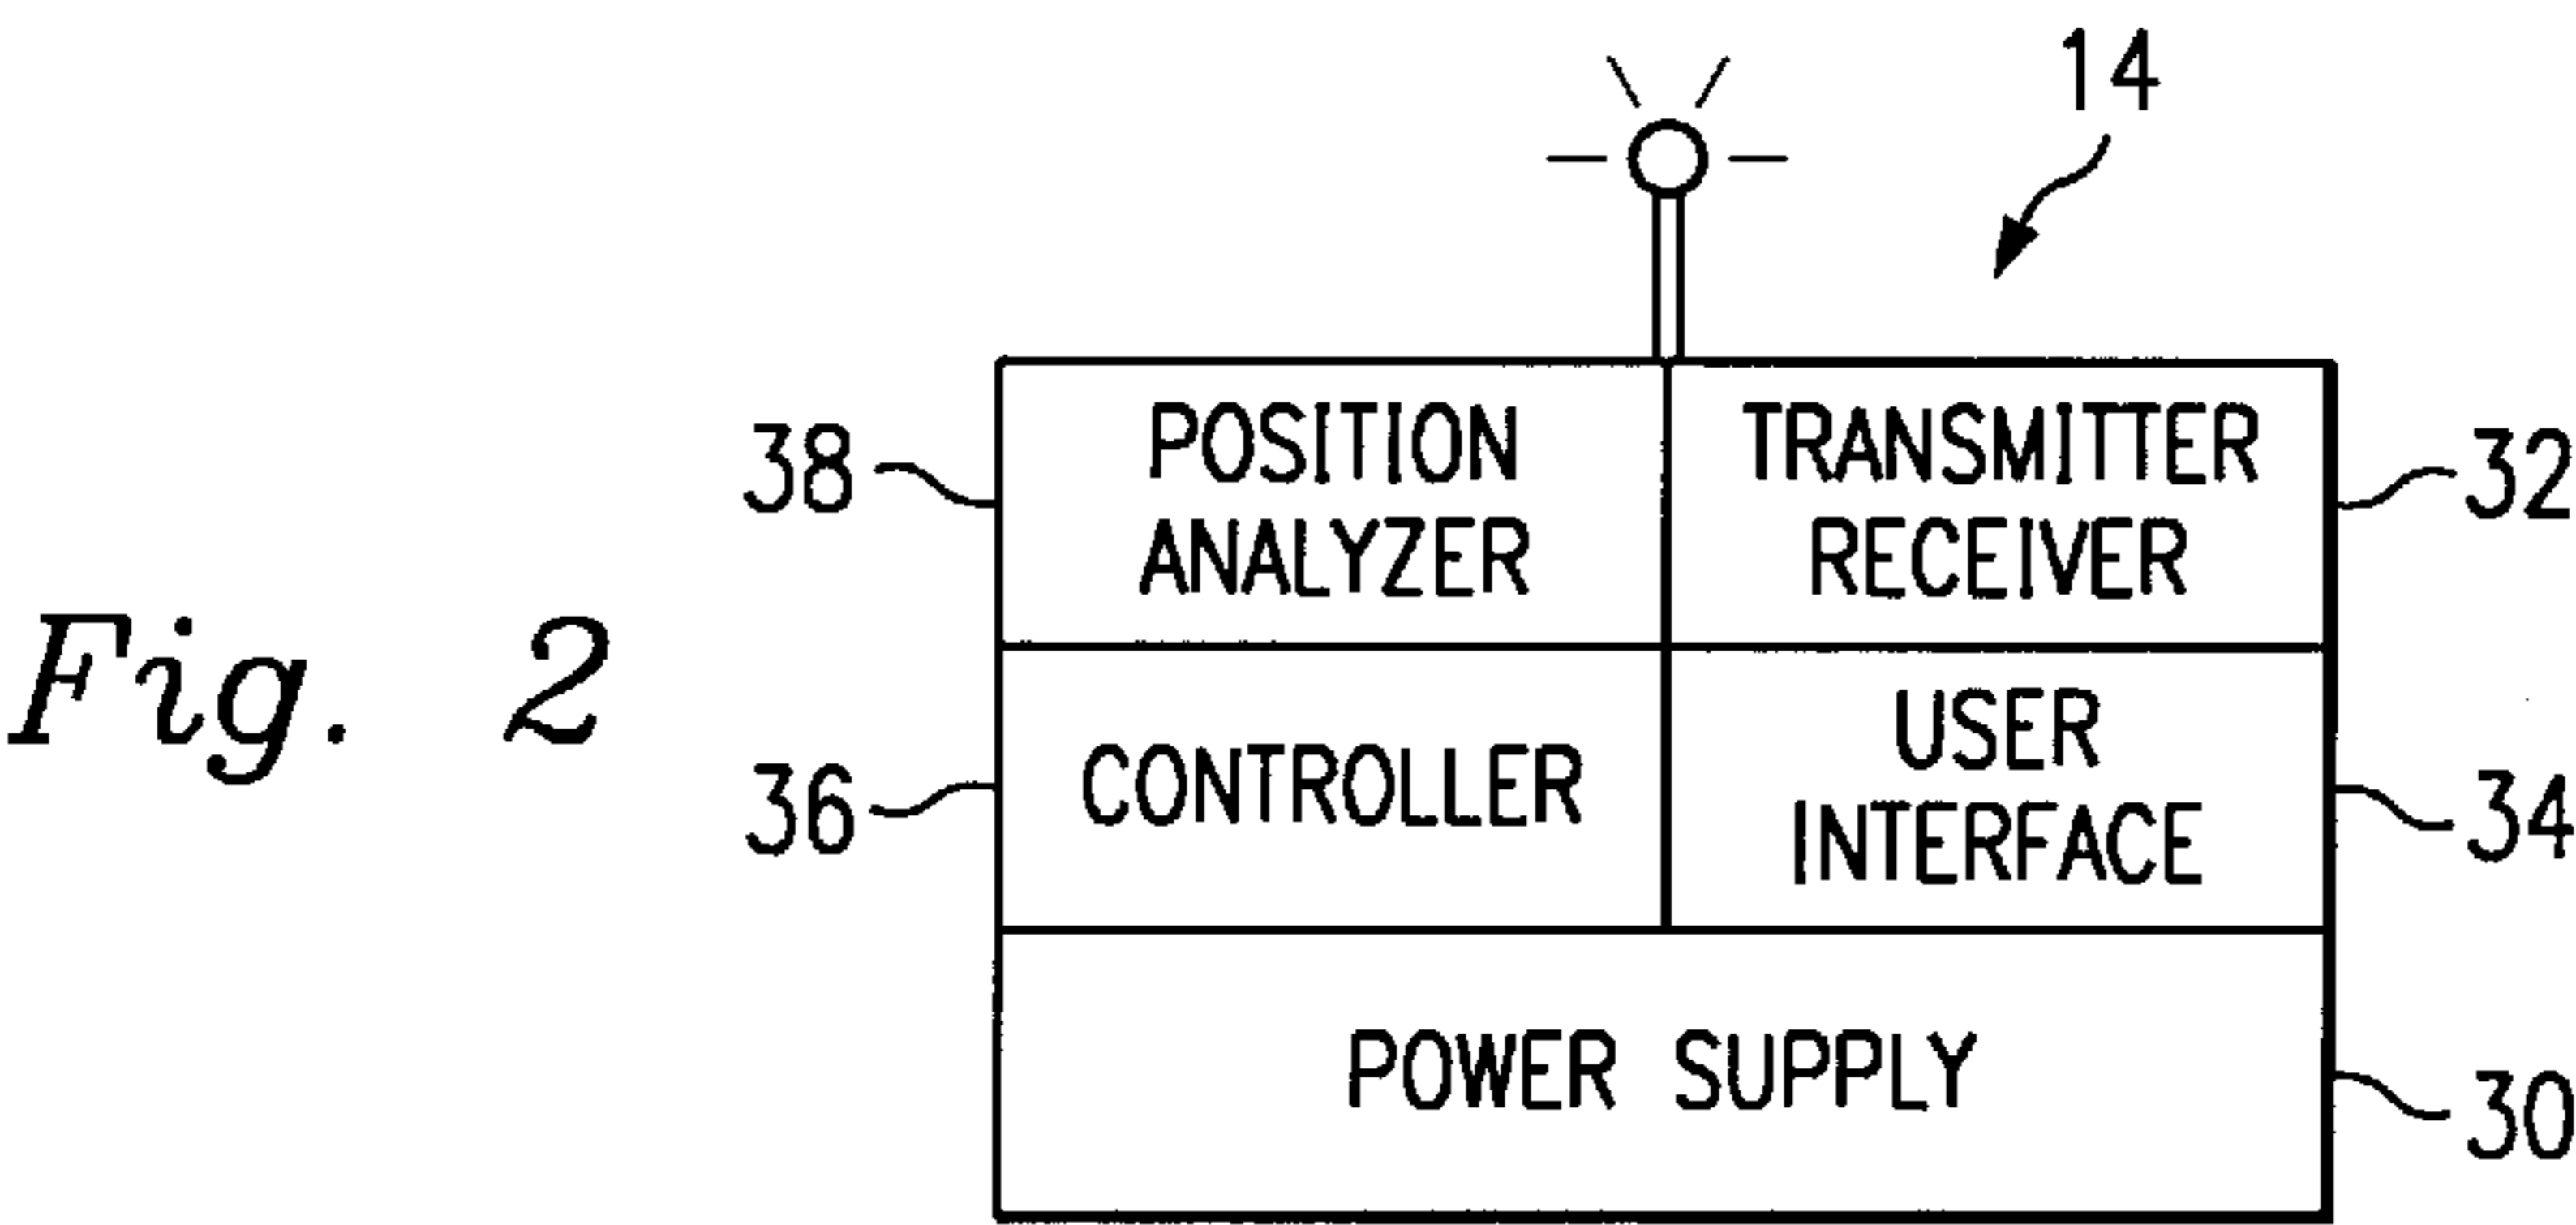 14
POSITION
ANALYZER
38
TRANSMITTER
RECEIVER
32
Fig. 2
CONTROLLER
36
USER
INTERFACE
34
POWER SUPPLY
30